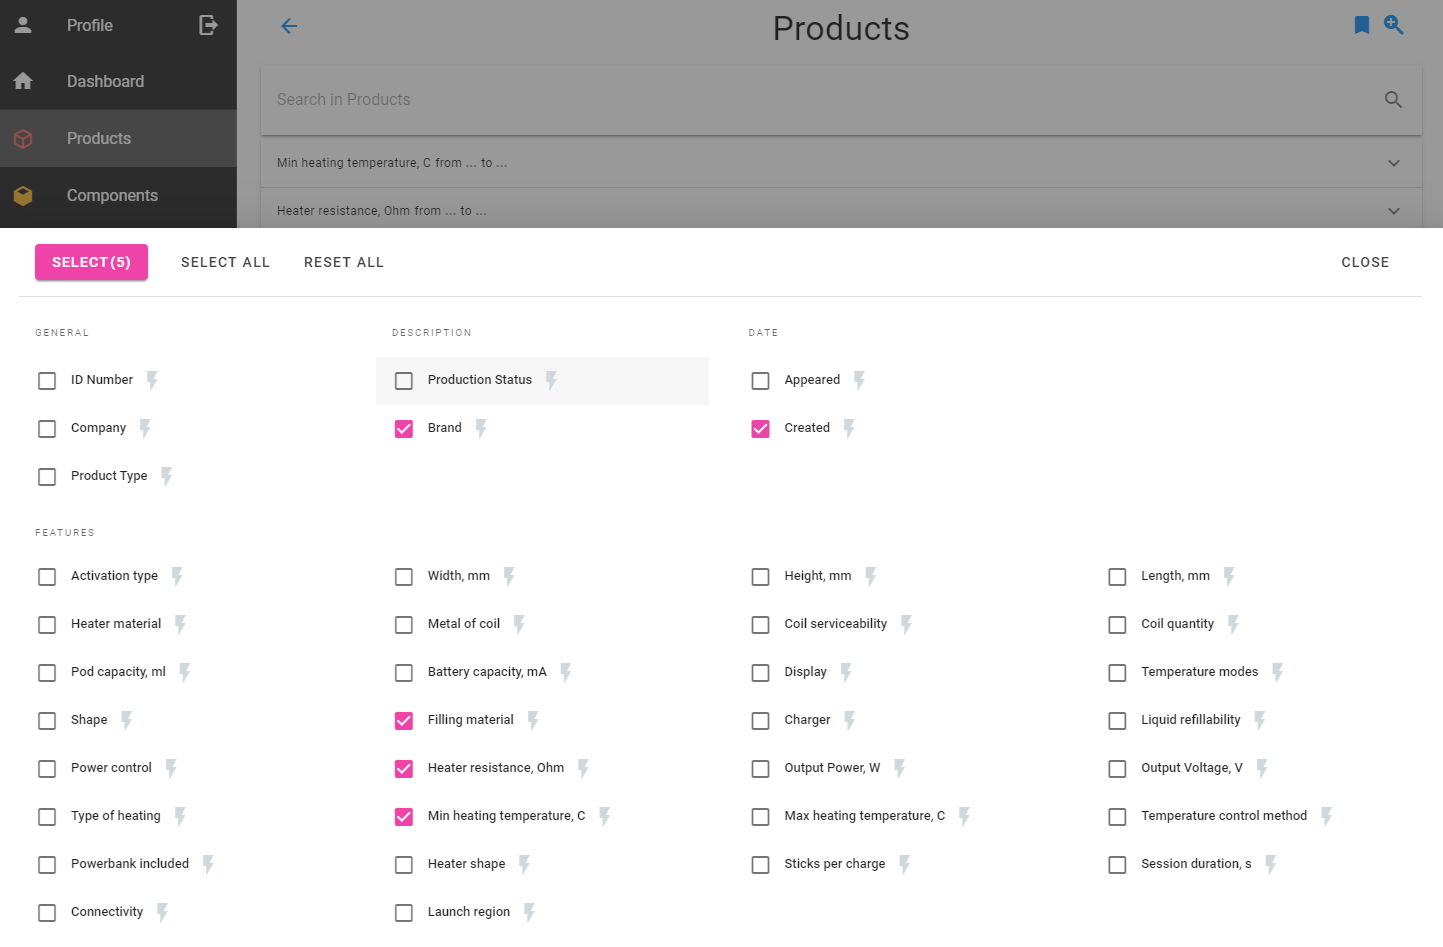 Profile
Dashboard
Products
Components
Products
Search in Products
Min heating temperature, C from ... to ...
Heater resistance, Ohm from ... to ...
SELECT(5) SELECT ALL RESET ALL CLOSE
GENERAL DESCRIPTION DATE
ID Number Production Status Appeared
Company Brand Created
Product Type
FEATURES
Activation type Width, mm Height, mm Length, mm
Heater material Metal of coil Coil serviceability Coil quantity
Pod capacity, ml Battery capacity, mA Display Temperature modes
Shape Filling material Charger Liquid refillability
Power control Heater resistance, Ohm Output Power, W Output Voltage, V
Type of heating Min heating temperature, C Max heating temperature, C Temperature control method
Powerbank included Heater shape Sticks per charge Session duration, s
Connectivity Launch region